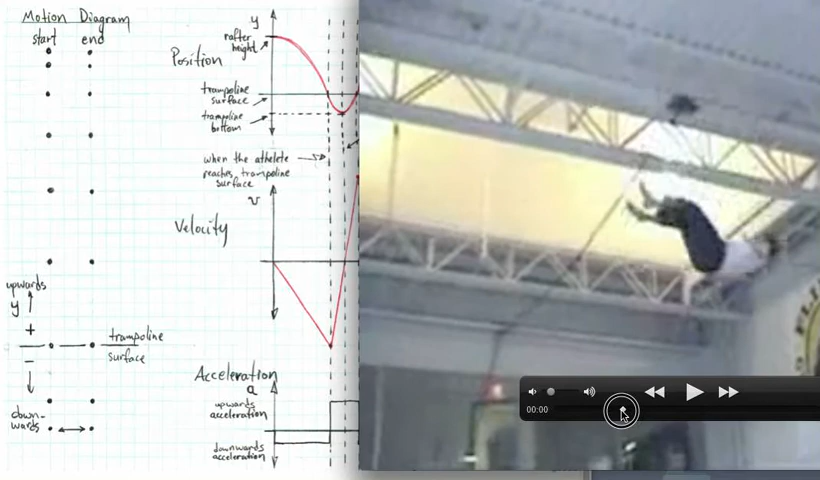 Motion Diagram
start end
upwards
y
+
trampoline
surface
−
down-
wards
y
rafter
height
Position
trampoline
surface
trampoline
bottom
when the athelete
reaches trampoline
surface
v
Velocity
Acceleration
a
upwards
acceleration
downwards
acceleration
00:00